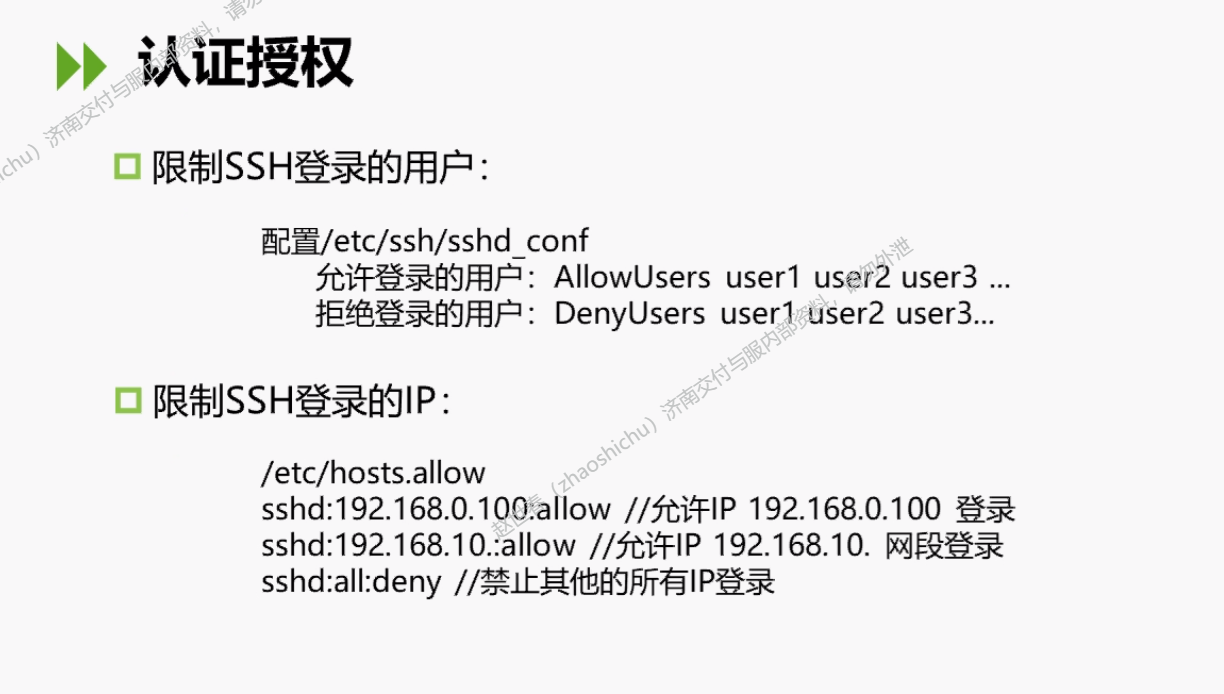 认证授权
限制SSH登录的用户：
配置/etc/ssh/sshd_conf
允许登录的用户：AllowUsers user1 user2 user3 ...
拒绝登录的用户：DenyUsers user1 user2 user3...
限制SSH登录的IP：
/etc/hosts.allow
sshd:192.168.0.100:allow //允许IP 192.168.0.100 登录
sshd:192.168.10.:allow //允许IP 192.168.10. 网段登录
sshd:all:deny //禁止其他的所有IP登录
ichu）济南交付与服内部资料，请勿
（zhaoshichu）济南交付与服内部资料，请勿外泄